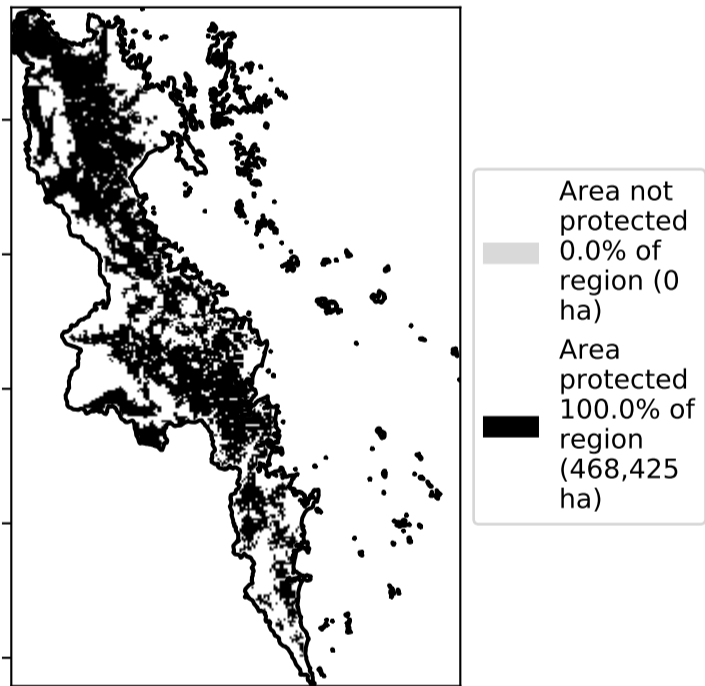 Area not
protected
0.0% of
region (0
ha)
Area
protected
100.0% of
region
(468,425
ha)